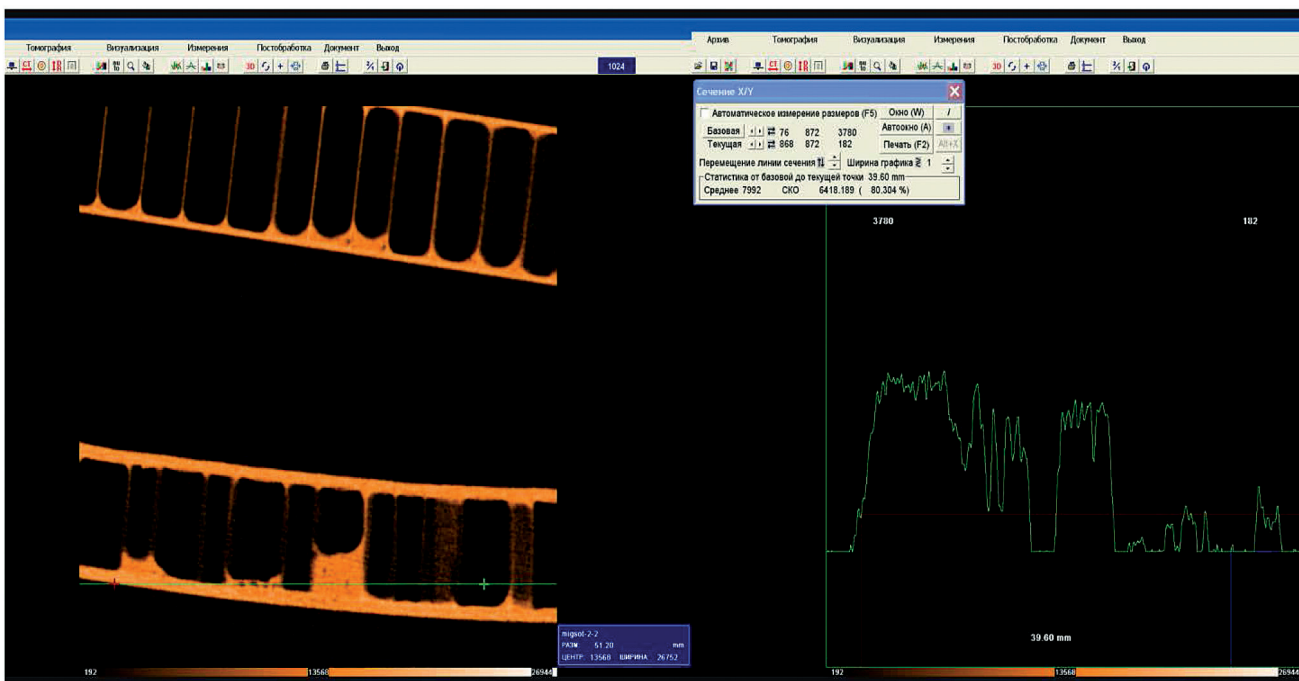 Томография Визуализация Измерения Постобработка Документ Выход
1024
Архив Томография Визуализация Измерения Постобработка Документ Выход
Сечение X/Y
Автоматическое измерение размеров (F5) Окно (W) /
Базовая 76 872 3780 Автоокно (A)
Текущая 868 872 182 Печать (F2) Alt+X
Перемещение линии сечения Ширина графика 1
Статистика от базовой до текущей точки 39.60 mm
Среднее 7992 СКО 6418.189 ( 80.304 %)
3780 182
39.60 mm
migsot-2-2
РАЗМ: 51.20 mm
ЦЕНТР: 13568 ШИРИНА: 26752
192 13568 26944
192 13568 26944